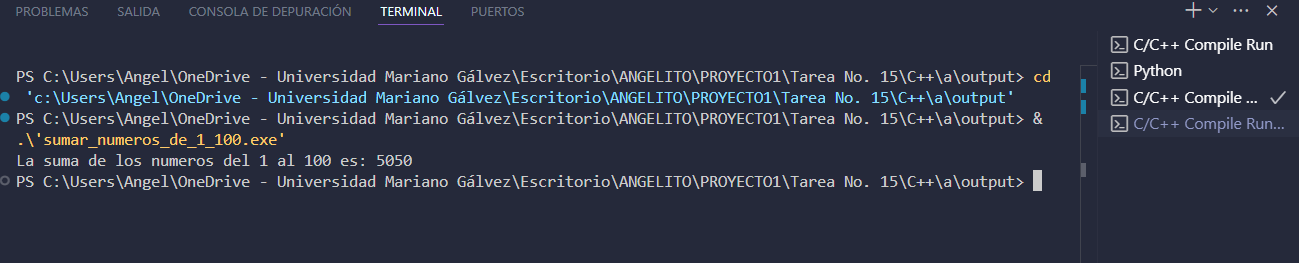 PROBLEMAS SALIDA CONSOLA DE DEPURACIÓN TERMINAL PUERTOS
PS C:\Users\Angel\OneDrive - Universidad Mariano Gálvez\Escritorio\ANGELITO\PROYECTO1\Tarea No. 15\C++\a\output> cd
'c:\Users\Angel\OneDrive - Universidad Mariano Gálvez\Escritorio\ANGELITO\PROYECTO1\Tarea No. 15\C++\a\output'
PS C:\Users\Angel\OneDrive - Universidad Mariano Gálvez\Escritorio\ANGELITO\PROYECTO1\Tarea No. 15\C++\a\output> &
.\'sumar_numeros_de_1_100.exe'
La suma de los numeros del 1 al 100 es: 5050
PS C:\Users\Angel\OneDrive - Universidad Mariano Gálvez\Escritorio\ANGELITO\PROYECTO1\Tarea No. 15\C++\a\output>
C/C++ Compile Run
Python
C/C++ Compile ...
C/C++ Compile Run...